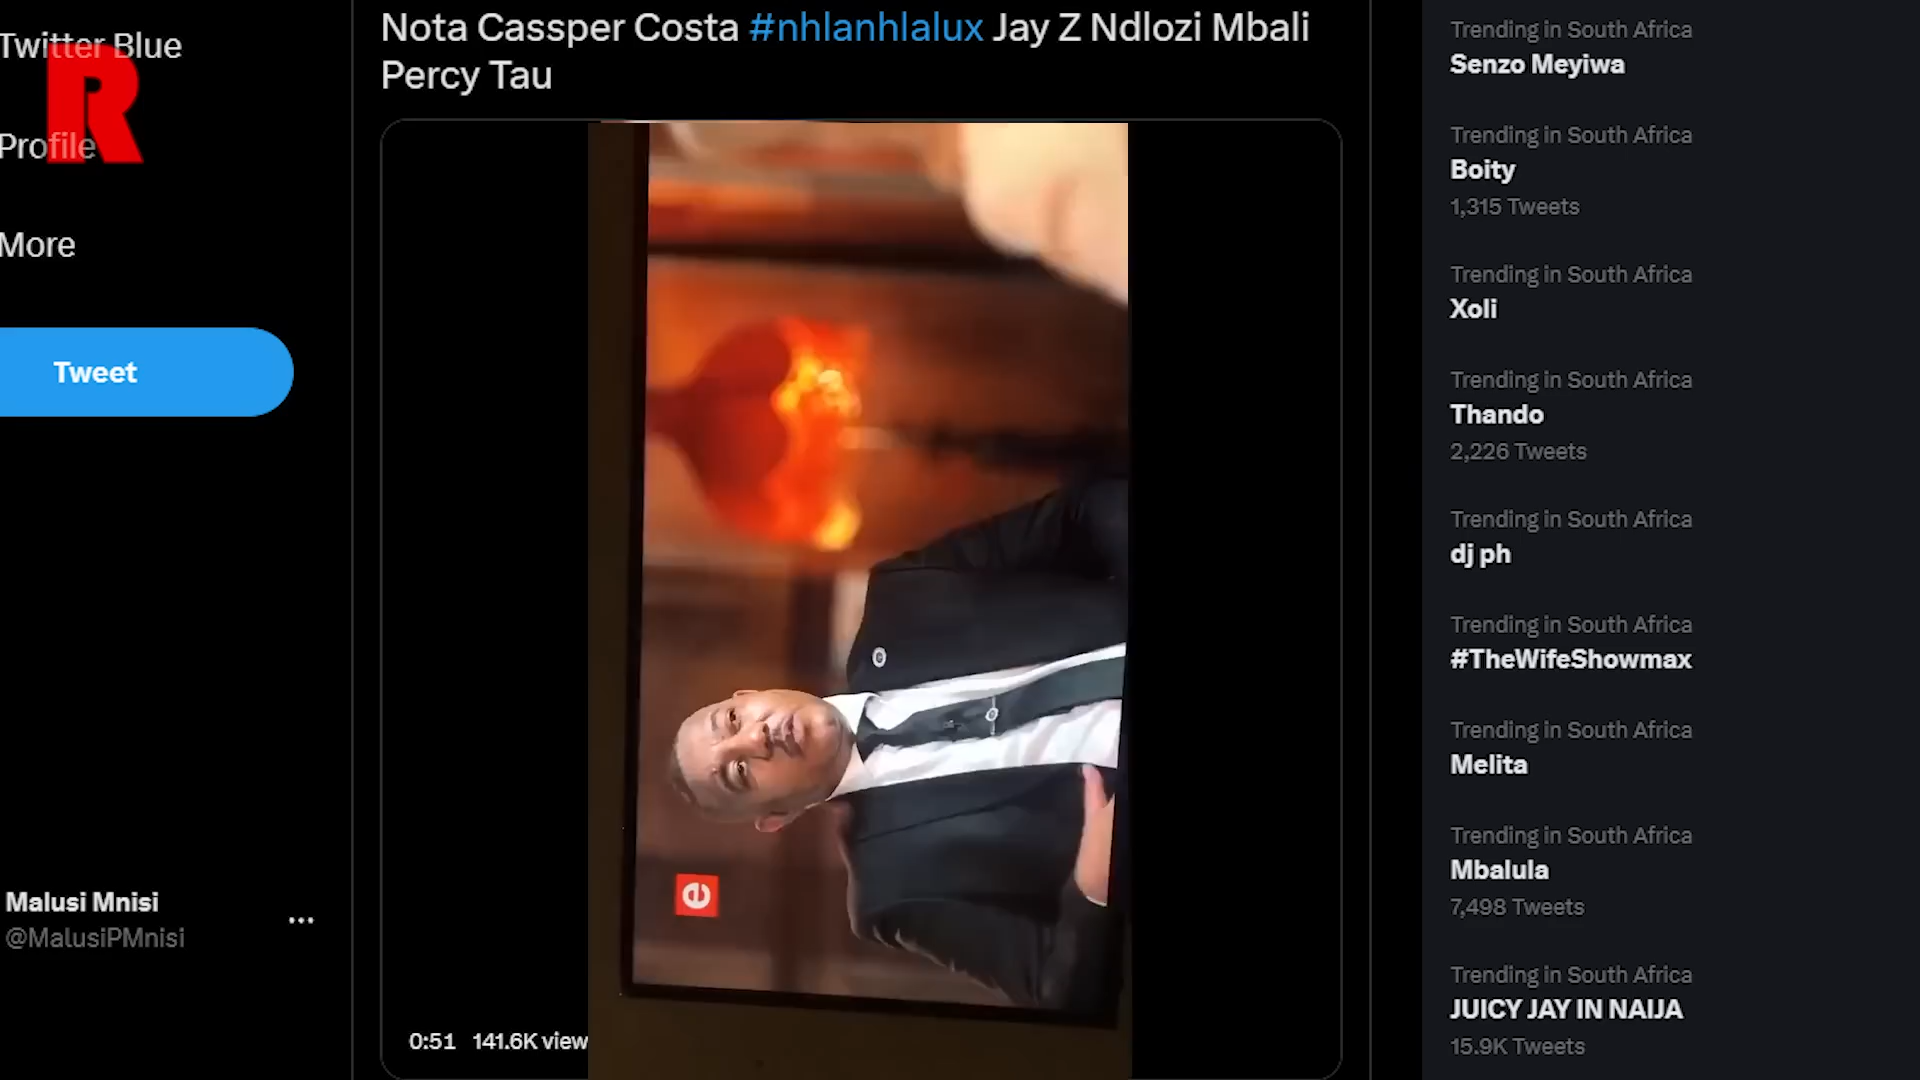 Twitter Blue
R
Profile
More
Tweet
Malusi Mnisi
@MalusiPMnisi
Nota Cassper Costa #nhlanhlalux Jay Z Ndlozi Mbali
Percy Tau
e
0:51 141.6K view
Trending in South Africa
Senzo Meyiwa
Trending in South Africa
Boity
1,315 Tweets
Trending in South Africa
Xoli
Trending in South Africa
Thando
2,226 Tweets
Trending in South Africa
dj ph
Trending in South Africa
#TheWifeShowmax
Trending in South Africa
Melita
Trending in South Africa
Mbalula
7,498 Tweets
Trending in South Africa
JUICY JAY IN NAIJA
15.9K Tweets